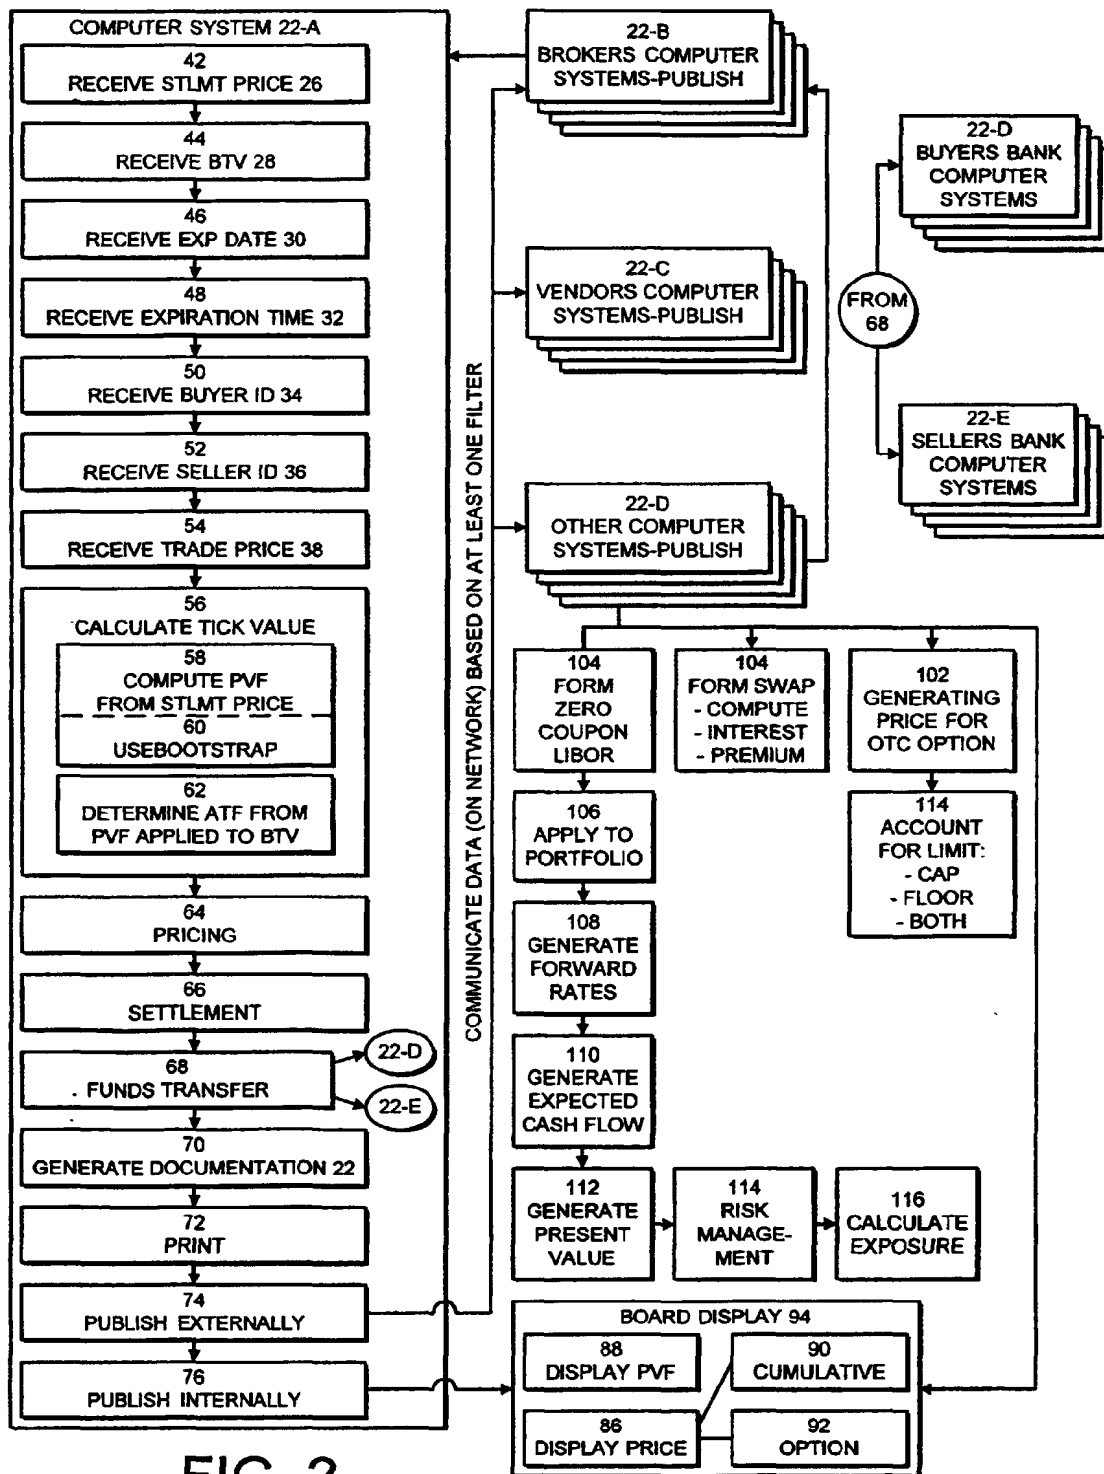 COMPUTER SYSTEM 22-A
42
RECEIVE STLMT PRICE 26
44
RECEIVE BTV 28
46
RECEIVE EXP DATE 30
48
RECEIVE EXPIRATION TIME 32
50
RECEIVE BUYER ID 34
52
RECEIVE SELLER ID 36
54
RECEIVE TRADE PRICE 38
56
CALCULATE TICK VALUE
58
COMPUTE PVF
FROM STLMT PRICE
60
USEBOOTSTRAP
62
DETERMINE ATF FROM
PVF APPLIED TO BTV
64
PRICING
66
SETTLEMENT
68
FUNDS TRANSFER
22-D
22-E
70
GENERATE DOCUMENTATION 22
72
PRINT
74
PUBLISH EXTERNALLY
76
PUBLISH INTERNALLY
COMMUNICATE DATA (ON NETWORK) BASED ON AT LEAST ONE FILTER
22-B
BROKERS COMPUTER
SYSTEMS-PUBLISH
22-C
VENDORS COMPUTER
SYSTEMS-PUBLISH
22-D
OTHER COMPUTER
SYSTEMS-PUBLISH
22-D
BUYERS BANK
COMPUTER
SYSTEMS
FROM
68
22-E
SELLERS BANK
COMPUTER
SYSTEMS
104
FORM
ZERO
COUPON
LIBOR
104
FORM SWAP
- COMPUTE
- INTEREST
- PREMIUM
102
GENERATING
PRICE FOR
OTC OPTION
106
APPLY TO
PORTFOLIO
114
ACCOUNT
FOR LIMIT:
- CAP
- FLOOR
- BOTH
108
GENERATE
FORWARD
RATES
110
GENERATE
EXPECTED
CASH FLOW
112
GENERATE
PRESENT
VALUE
114
RISK
MANAGE-
MENT
116
CALCULATE
EXPOSURE
BOARD DISPLAY 94
88
DISPLAY PVF
90
CUMULATIVE
86
DISPLAY PRICE
92
OPTION
FIG. 2